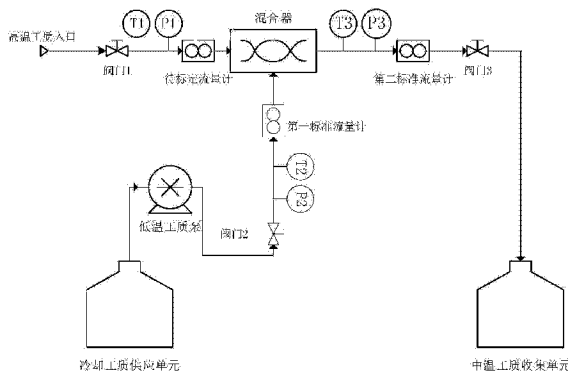 混合器
T1
P1
T3
P3
高温工质入口
阀门1
待标定流量计
第二标准流量计
阀门3
第一标准流量计
T2
P2
低温工质泵
阀门2
冷却工质供应单元
中温工质收集单元